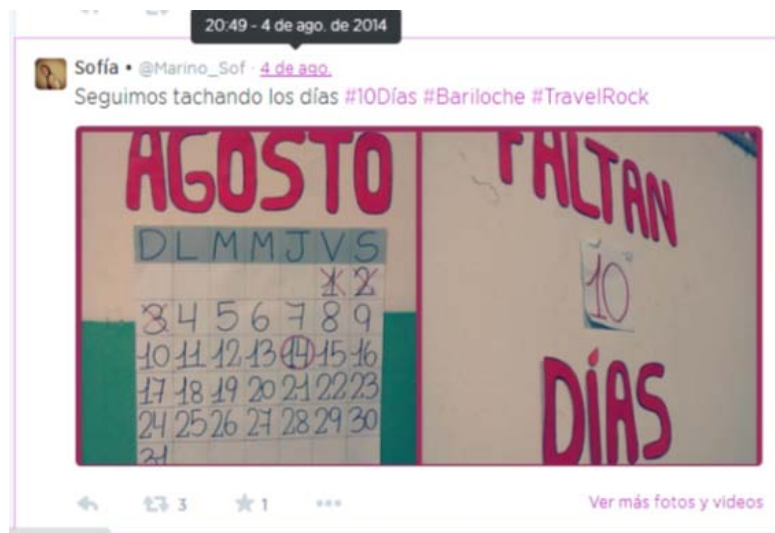 20:49 - 4 de ago. de 2014
Sofía • @Marino_Sof · 4 de ago.
Seguimos tachando los días #10Días #Bariloche #TravelRock
AGOSTO
D L M M J V S
1 2
3 4 5 6 7 8 9
10 11 12 13 14 15 16
17 18 19 20 21 22 23
24 25 26 27 28 29 30
31
FALTAN
10
DÍAS
3 1
Ver más fotos y videos